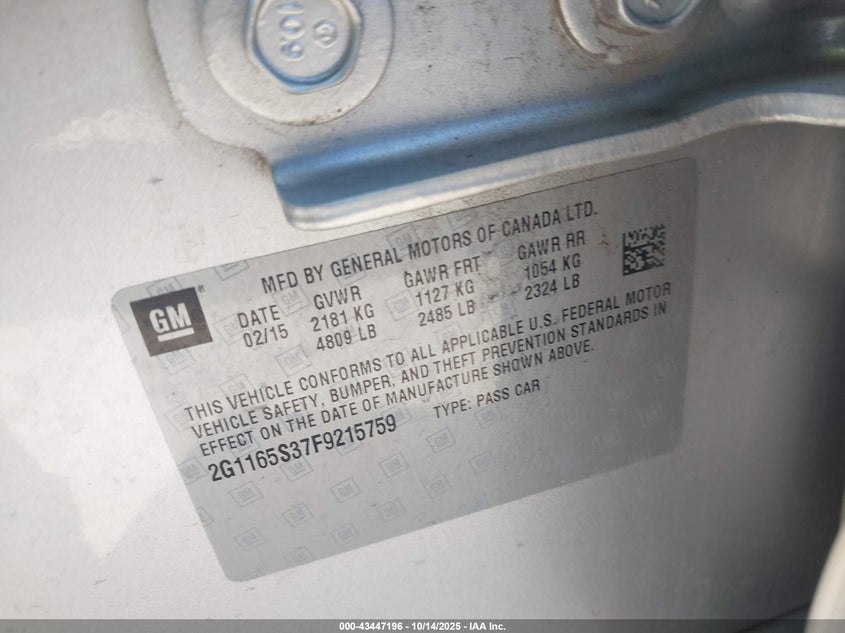 10.9
G
MFD BY GENERAL MOTORS OF CANADA LTD.
GM ®
DATE GVWR GAWR FRT GAWR RR
02/15 2181 KG 1127 KG 1054 KG
4809 LB 2485 LB 2324 LB
THIS VEHICLE CONFORMS TO ALL APPLICABLE U.S. FEDERAL MOTOR
VEHICLE SAFETY, BUMPER, AND THEFT PREVENTION STANDARDS IN
EFFECT ON THE DATE OF MANUFACTURE SHOWN ABOVE.
2G1165S37F9215759 TYPE: PASS CAR
000-43447196 - 10/14/2025 - IAA Inc.